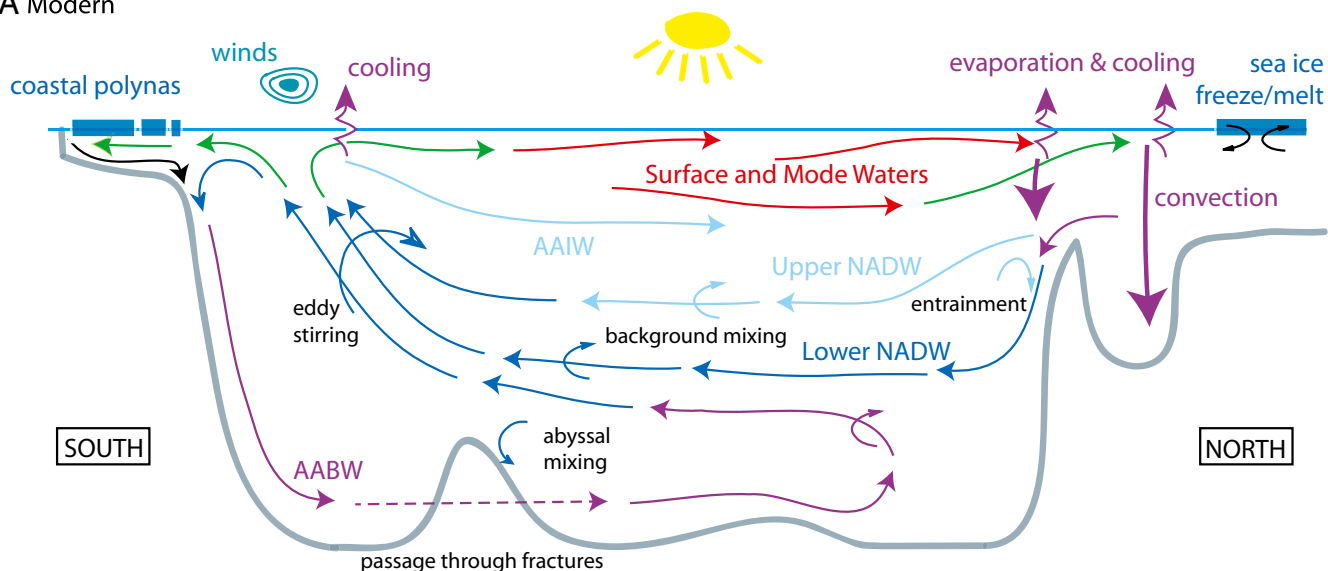 A Modern
winds
cooling
evaporation & cooling
sea ice
freeze/melt
coastal polynas
Surface and Mode Waters
convection
AAIW
Upper NADW
eddy
stirring
entrainment
background mixing
Lower NADW
abyssal
mixing
SOUTH
NORTH
AABW
passage through fractures